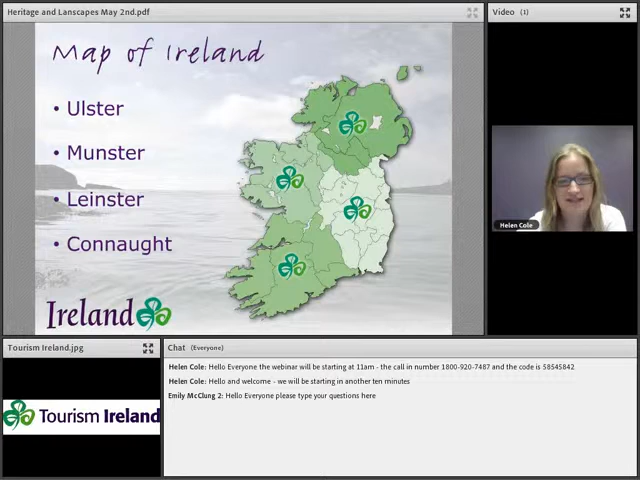 Heritage and Lanscapes May 2nd.pdf
Video (1)
Map of Ireland
• Ulster
• Munster
• Leinster
• Connaught
Ireland
Helen Cole
Tourism Ireland.jpg
Tourism Ireland
Chat (Everyone)
Helen Cole: Hello Everyone the webinar will be starting at 11am - the call in number 1800-920-7487 and the code is 58545842
Helen Cole: Hello and welcome - we will be starting in another ten minutes
Emily McClung 2: Hello Everyone please type your questions here